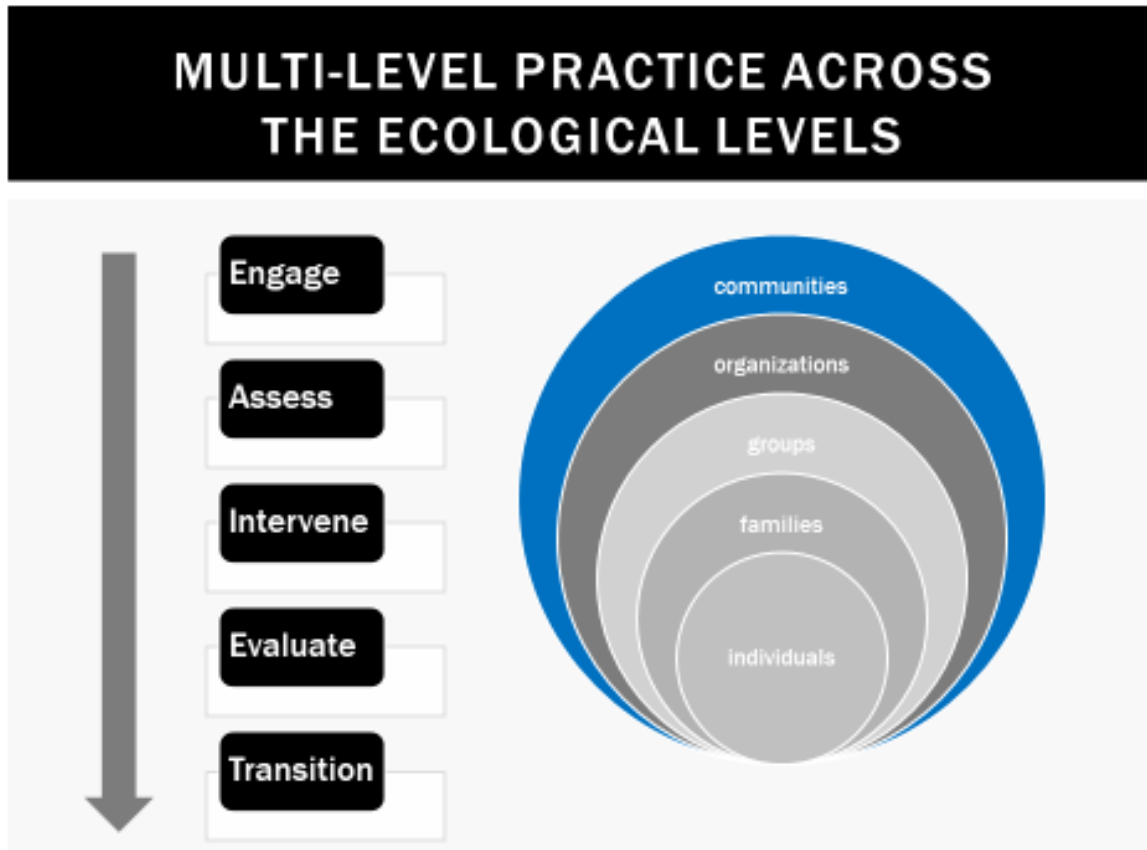 MULTI-LEVEL PRACTICE ACROSS
THE ECOLOGICAL LEVELS
Engage
Assess
Intervene
Evaluate
Transition
communities
organizations
groups
families
individuals